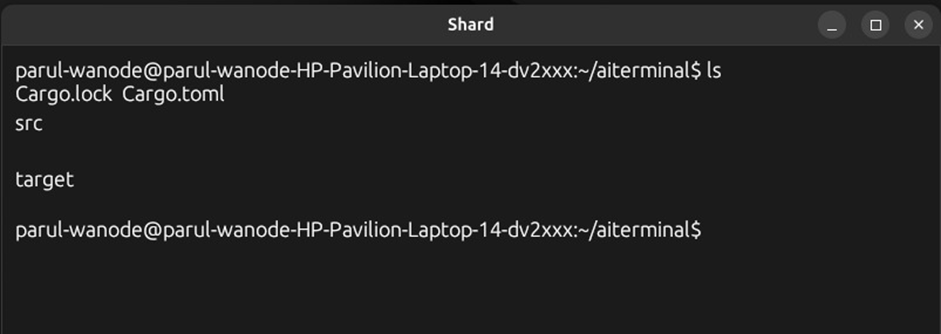 Shard
parul-wanode@parul-wanode-HP-Pavilion-Laptop-14-dv2xxx:~/aiterminal$ ls
Cargo.lock  Cargo.toml
src
target
parul-wanode@parul-wanode-HP-Pavilion-Laptop-14-dv2xxx:~/aiterminal$